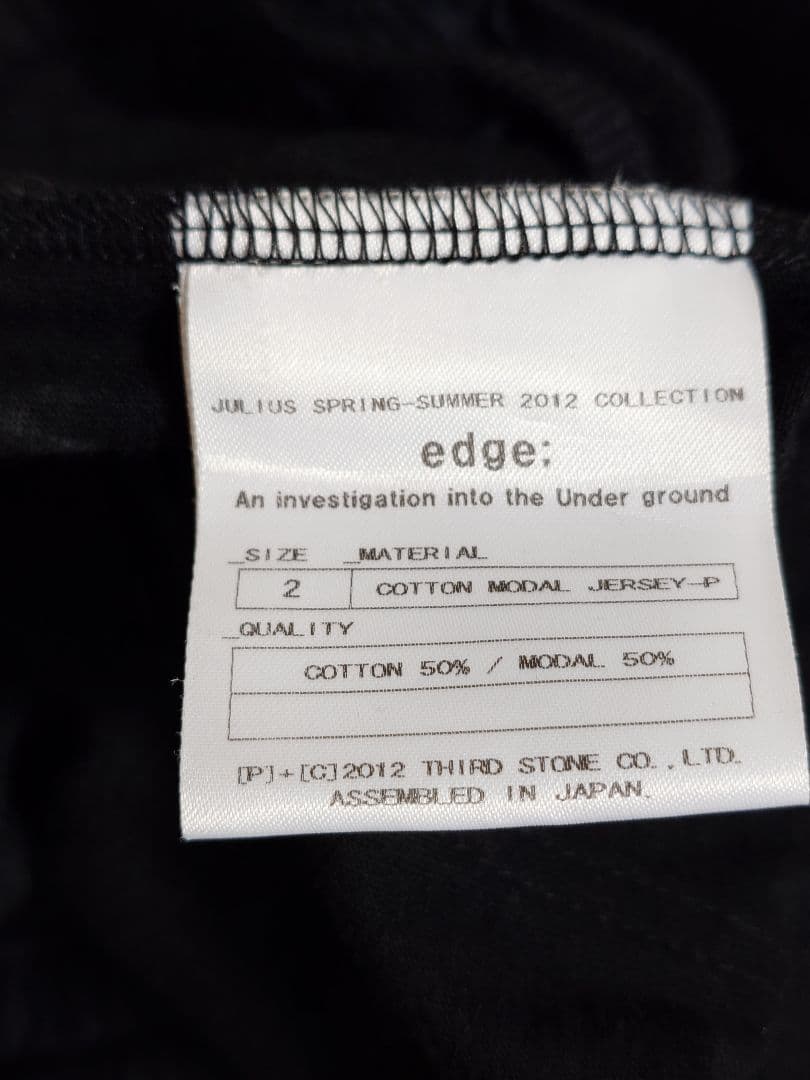 JULIUS SPRING-SUMMER 2012 COLLECTION
edge;
An investigation into the Under ground
_SIZE _MATERIAL
2 COTTON MODAL JERSEY-P
_QUALITY
COTTON 50% / MODAL 50%
[P]+[C]2012 THIRD STONE CO.,LTD.
ASSEMBLED IN JAPAN.